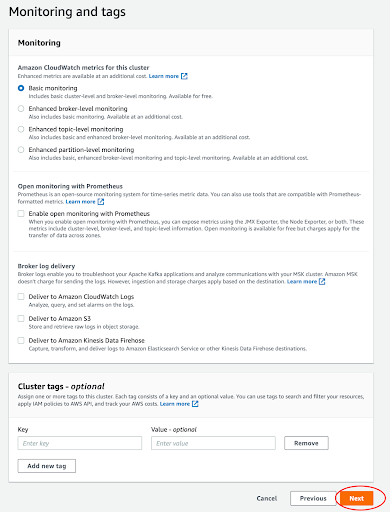 Monitoring and tags
Monitoring
Amazon CloudWatch metrics for this cluster
Enhanced metrics are available at an additional cost. Learn more
Basic monitoring
Includes basic cluster-level and broker-level monitoring. Available for free.
Enhanced broker-level monitoring
Also includes basic monitoring. Available at an additional cost.
Enhanced topic-level monitoring
Also includes basic and enhanced broker-level monitoring. Available at an additional cost.
Enhanced partition-level monitoring
Also includes basic, enhanced broker-level monitoring and topic-level monitoring. Available at an additional cost.
Open monitoring with Prometheus
Prometheus is an open-source monitoring system for time-series metric data. You can also use tools that are compatible with Prometheus-
formatted metrics. Learn more
Enable open monitoring with Prometheus
When you enable open monitoring with Prometheus, you can expose metrics using the JMX Exporter, the Node Exporter, or both. These
metrics include cluster-level, broker-level, and topic-level information. Open monitoring is available for free but charges apply for the
transfer of data across zones.
Broker log delivery
Broker logs enable you to troubleshoot your Apache Kafka applications and analyze communications with your MSK cluster. Amazon MSK
doesn't charge for sending the logs. However, ingestion and storage charges apply based on the destination. Learn more
Deliver to Amazon CloudWatch Logs
Analyze, query, and set alarms on the logs.
Deliver to Amazon S3
Store and retrieve raw logs in object storage.
Deliver to Amazon Kinesis Data Firehose
Capture, transform, and deliver logs to Amazon Elasticsearch Service or other Kinesis Data Firehose destinations.
Cluster tags - optional
Assign one or more tags to this cluster. Each tag consists of a key and an optional value. You can use tags to search and filter your resources,
apply IAM policies to AWS API, and track your AWS costs. Learn more
Key Value - optional
Enter key Enter value Remove
Add new tag
Cancel Previous Next